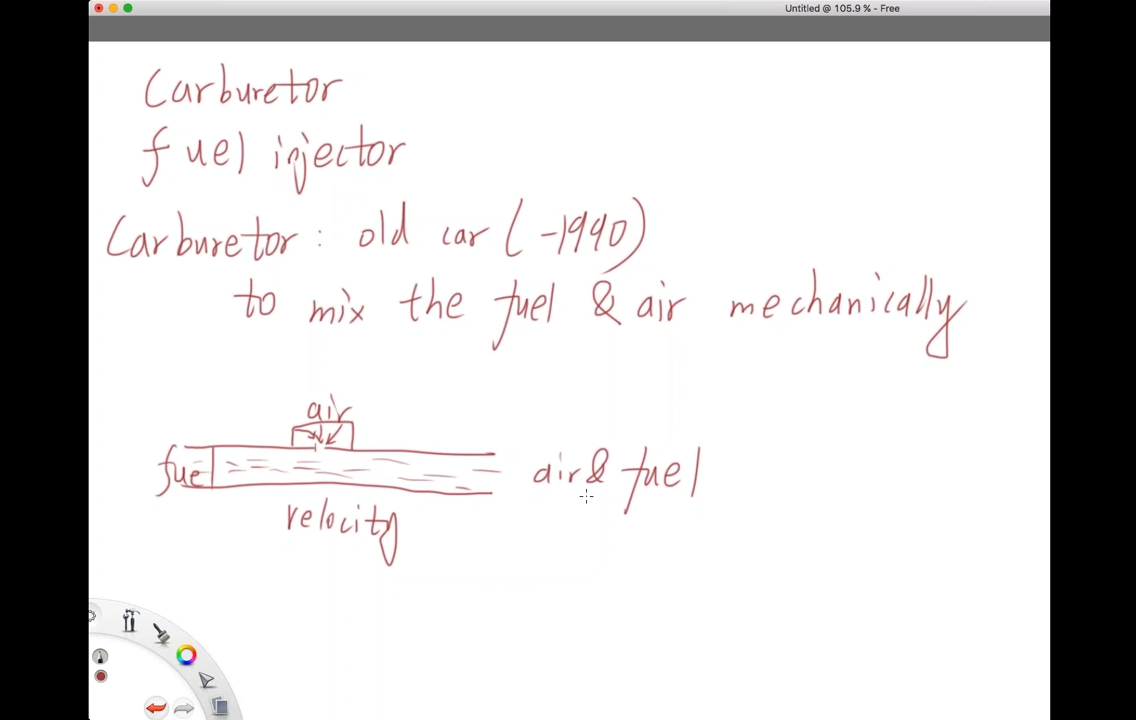 Untitled @ 105.9 % - Free
Carburetor
fuel injector
Carburetor : old car (-1990)
to mix the fuel & air mechanically
air
fuel
air & fuel
velocity